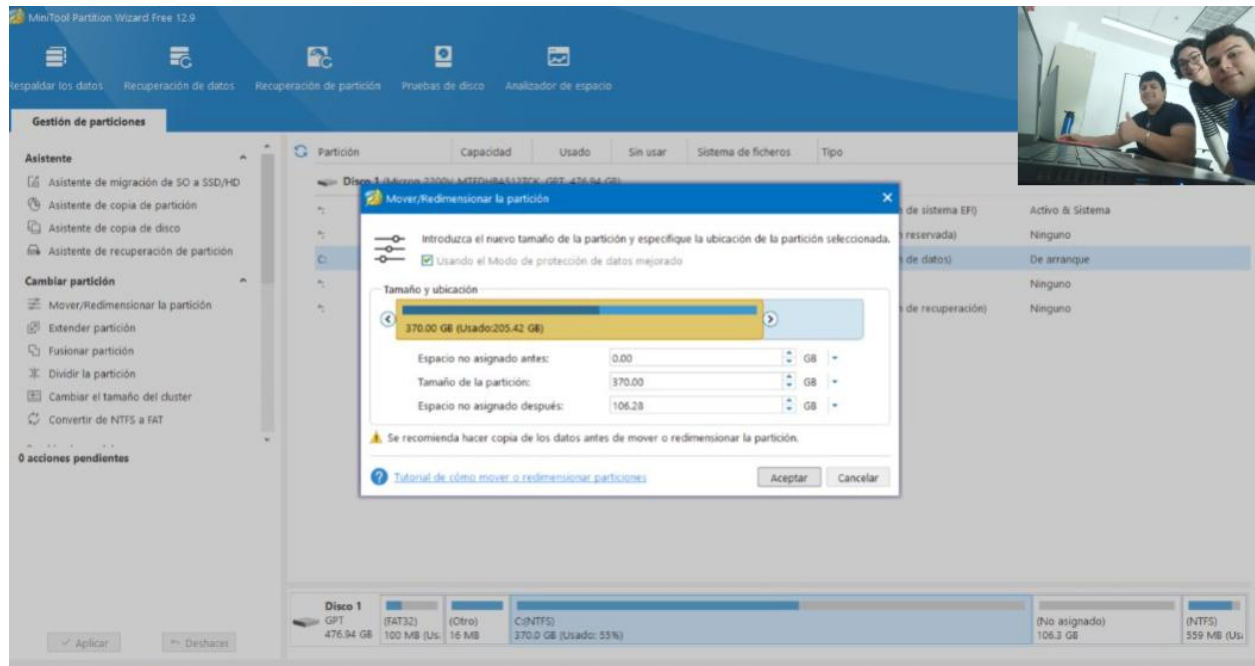 MiniTool Partition Wizard Free 12.9
Respaldar los datos Recuperación de datos Recuperación de partición Pruebas de disco Analizador de espacio
Gestión de particiones
Asistente
Asistente de migración de SO a SSD/HD
Asistente de copia de partición
Asistente de copia de disco
Asistente de recuperación de partición
Cambiar partición
Mover/Redimensionar la partición
Extender partición
Fusionar partición
Dividir la partición
Cambiar el tamaño del cluster
Convertir de NTFS a FAT
0 acciones pendientes
Aplicar Deshacer
Partición Capacidad Usado Sin usar Sistema de ficheros Tipo
Disco 1
*: de sistema EFI) Activo & Sistema
*: reservada) Ninguno
C: de datos) De arranque
*: Ninguno
*: de recuperación) Ninguno
Mover/Redimensionar la partición
Introduzca el nuevo tamaño de la partición y especifique la ubicación de la partición seleccionada.
Usando el Modo de protección de datos mejorado
Tamaño y ubicación
370.00 GB (Usado:205.42 GB)
Espacio no asignado antes: 0.00 GB
Tamaño de la partición: 370.00 GB
Espacio no asignado después: 106.28 GB
Se recomienda hacer copia de los datos antes de mover o redimensionar la partición.
Tutorial de cómo mover o redimensionar particiones
Aceptar Cancelar
Disco 1
GPT (FAT32) (Otro) C:(NTFS) (No asignado) (NTFS)
476.94 GB 100 MB (Us: 16 MB 370.0 GB (Usado: 55%) 106.3 GB 559 MB (Us